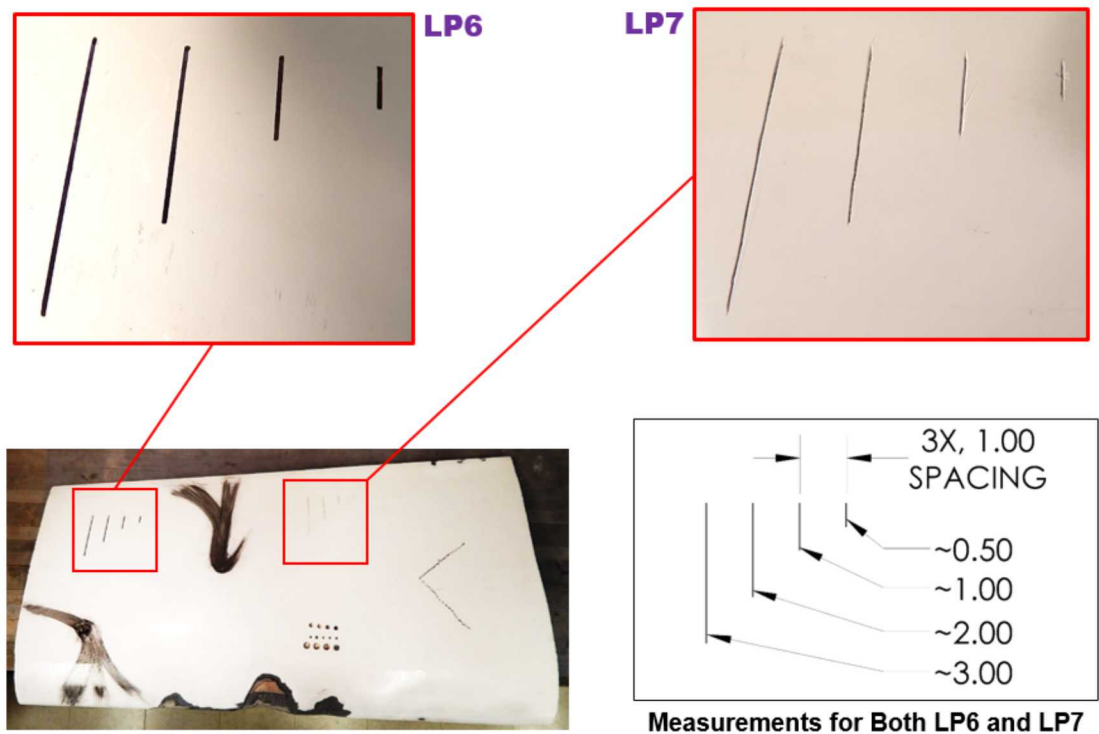 LP6
LP7
3X, 1.00
SPACING
~0.50
~1.00
~2.00
~3.00
Measurements for Both LP6 and LP7